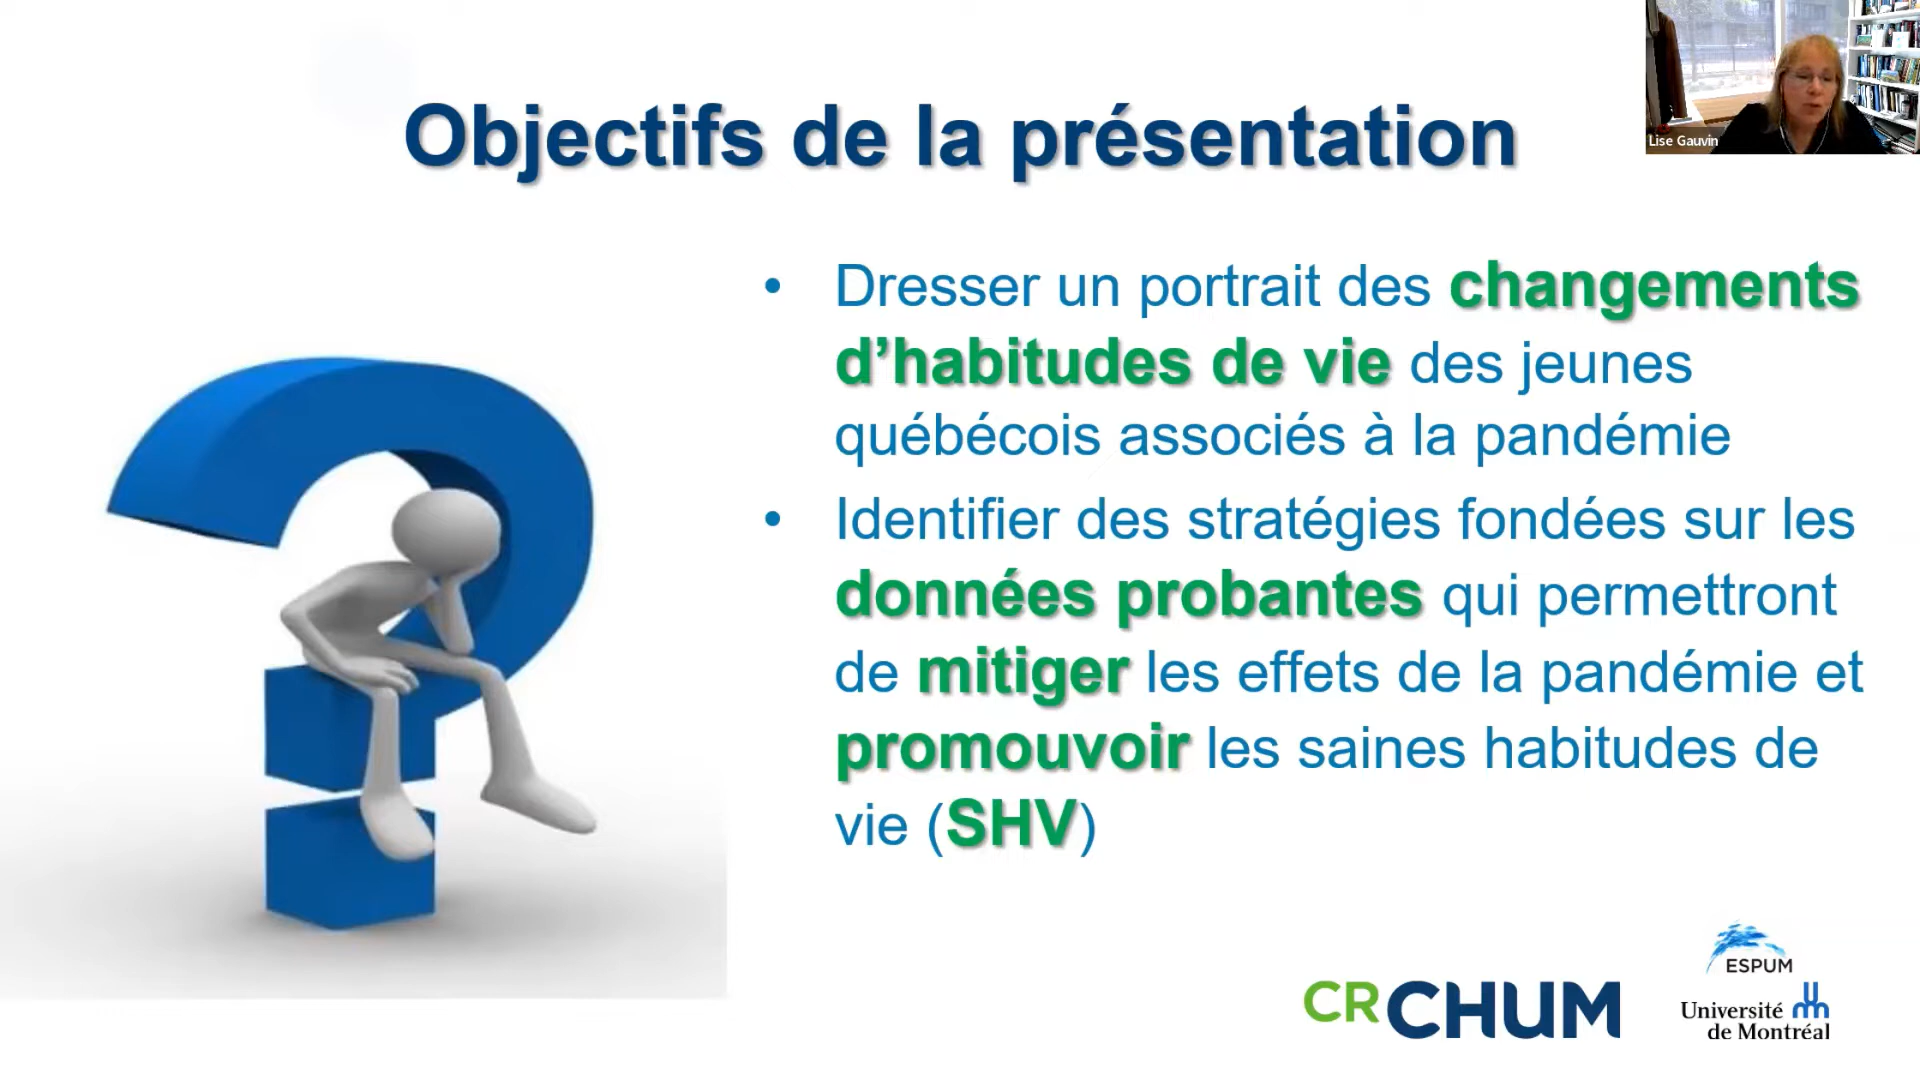 Objectifs de la présentation
Lise Gauvin
• Dresser un portrait des changements
d’habitudes de vie des jeunes
québécois associés à la pandémie
• Identifier des stratégies fondées sur les
données probantes qui permettront
de mitiger les effets de la pandémie et
promouvoir les saines habitudes de
vie (SHV)
CRCHUM
ESPUM
Université
de Montréal